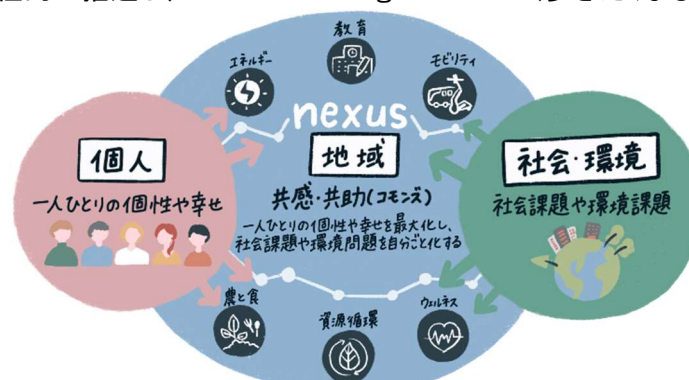 教育
エネルギー
モビリティ
nexus
個人
一人ひとりの個性や幸せ
地域
共感・共助(コモンズ)
一人ひとりの個性や幸せを最大化し、
社会課題や環境問題を自分ごと化する
社会・環境
社会課題や環境課題
農と食
資源循環
ウェルネス